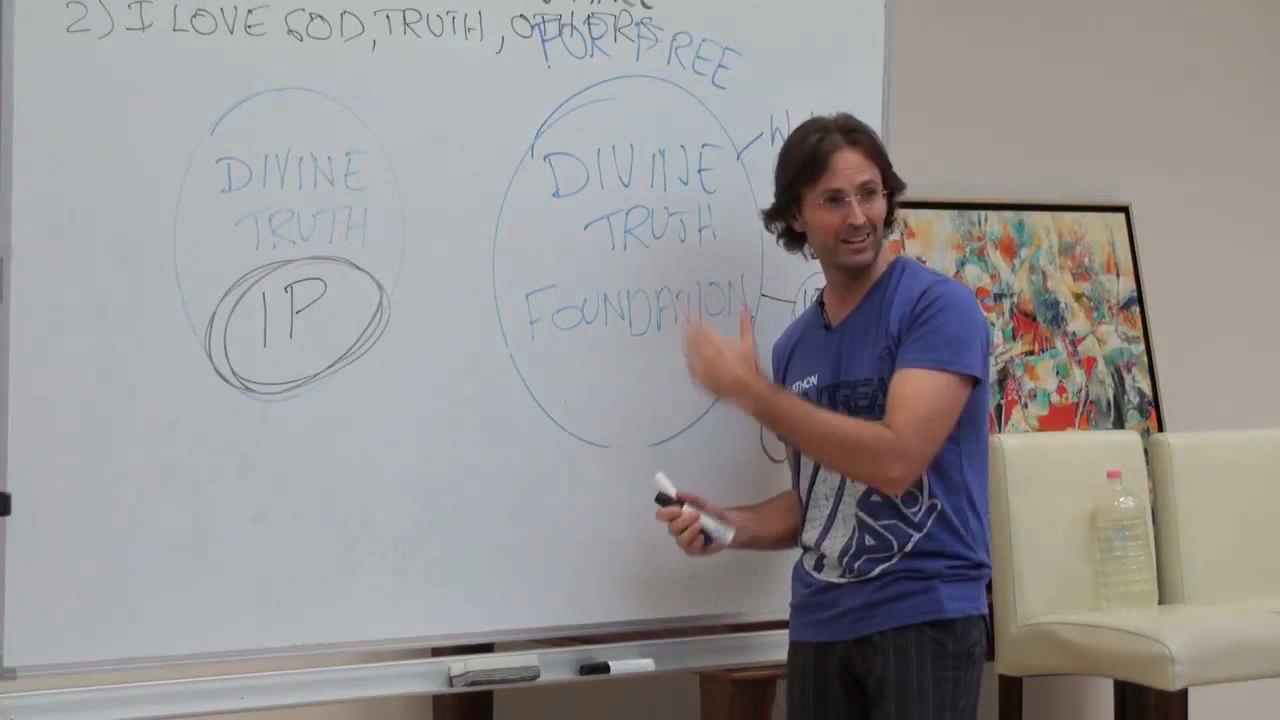 2) I LOVE GOD, TRUTH, OTHERS
FOR FREE
DIVINE
TRUTH
IP
DIVINE
TRUTH
FOUNDATION